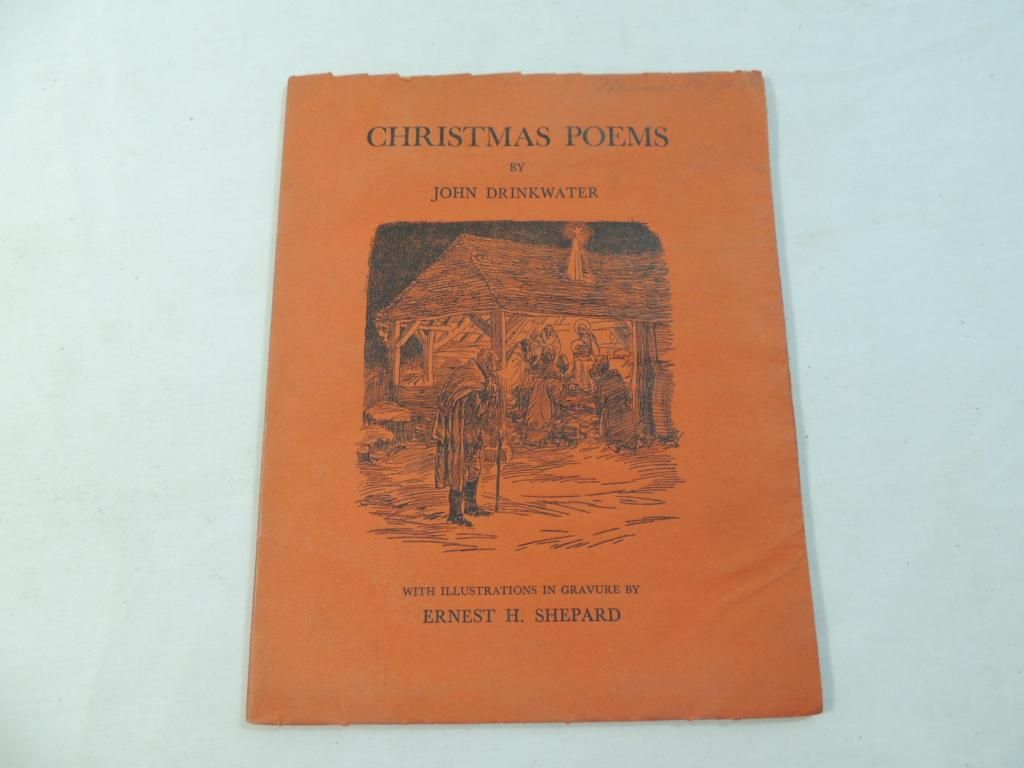 CHRISTMAS POEMS
BY
JOHN DRINKWATER
WITH ILLUSTRATIONS IN GRAVURE BY
ERNEST H. SHEPARD